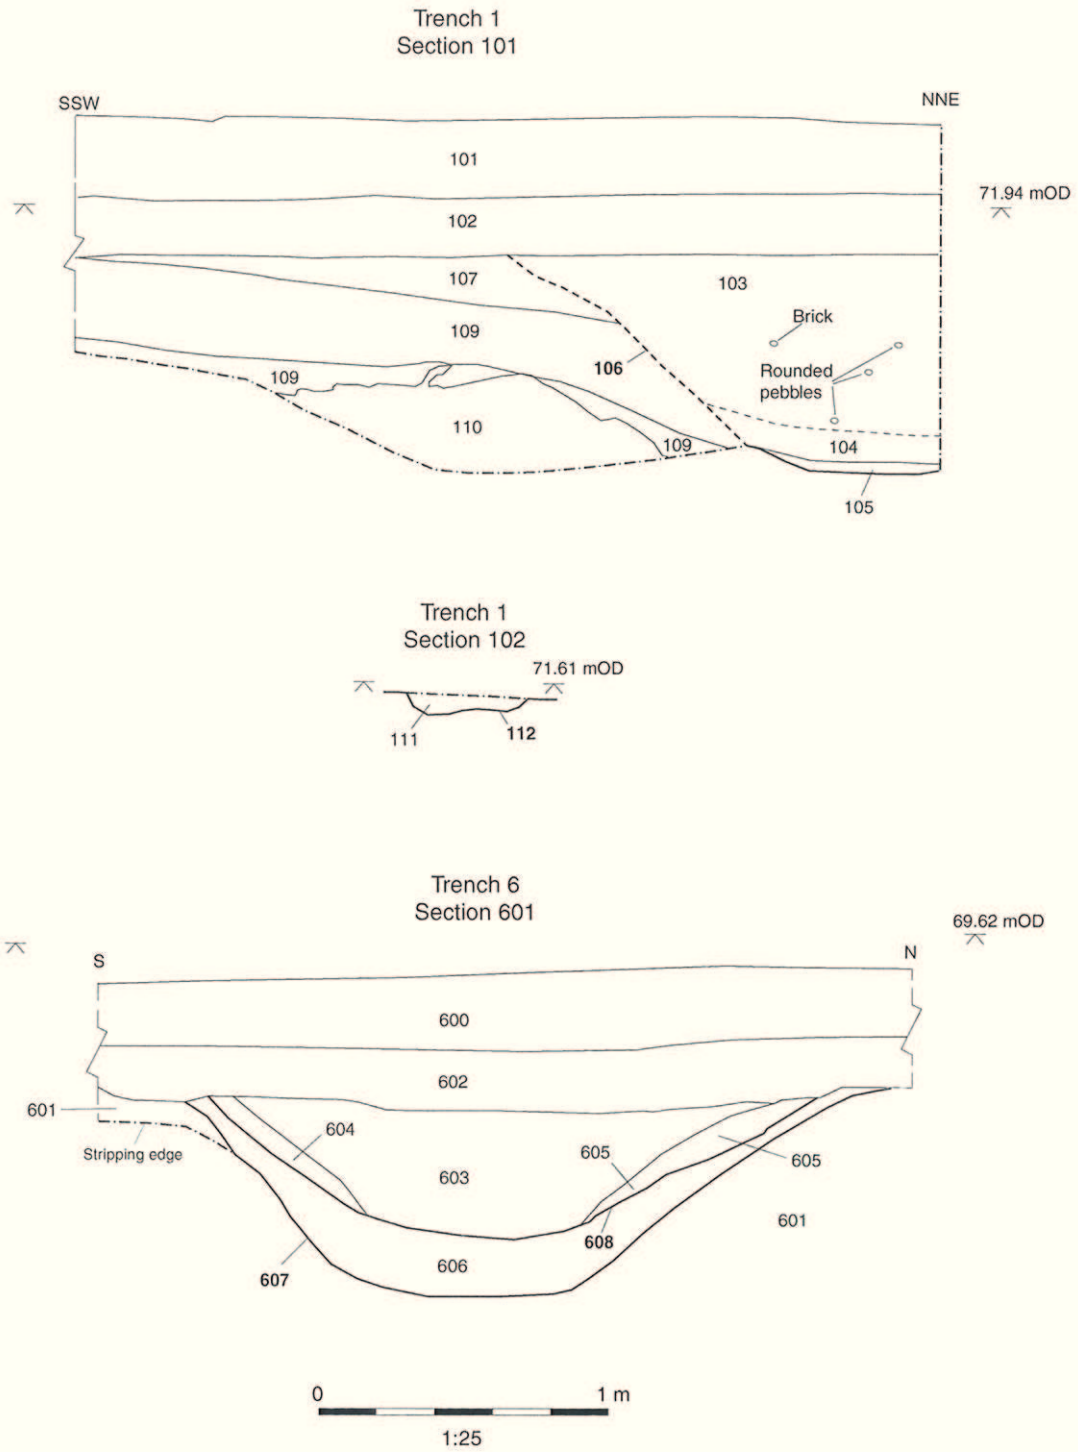 Trench 1
Section 101
SSW
NNE
101
71.94 mOD
102
107
103
109
Brick
106
Rounded
pebbles
109
110
109
104
105
Trench 1
Section 102
71.61 mOD
111
112
Trench 6
Section 601
69.62 mOD
S
N
600
602
601
604
Stripping edge
605
605
603
601
608
606
607
0
1 m
1:25